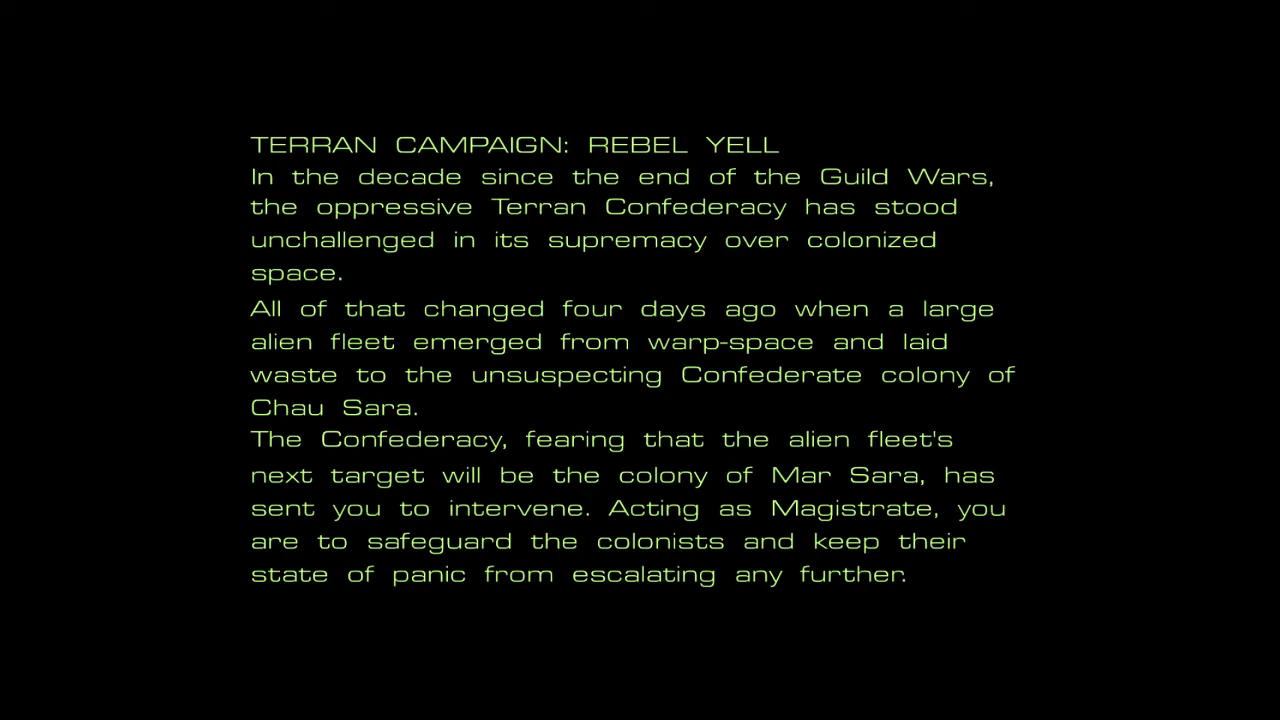 TERRAN CAMPAIGN: REBEL YELL
In the decade since the end of the Guild Wars,
the oppressive Terran Confederacy has stood
unchallenged in its supremacy over colonized
space.
All of that changed four days ago when a large
alien fleet emerged from warp-space and laid
waste to the unsuspecting Confederate colony of
Chau Sara.
The Confederacy, fearing that the alien fleet's
next target will be the colony of Mar Sara, has
sent you to intervene. Acting as Magistrate, you
are to safeguard the colonists and keep their
state of panic from escalating any further.